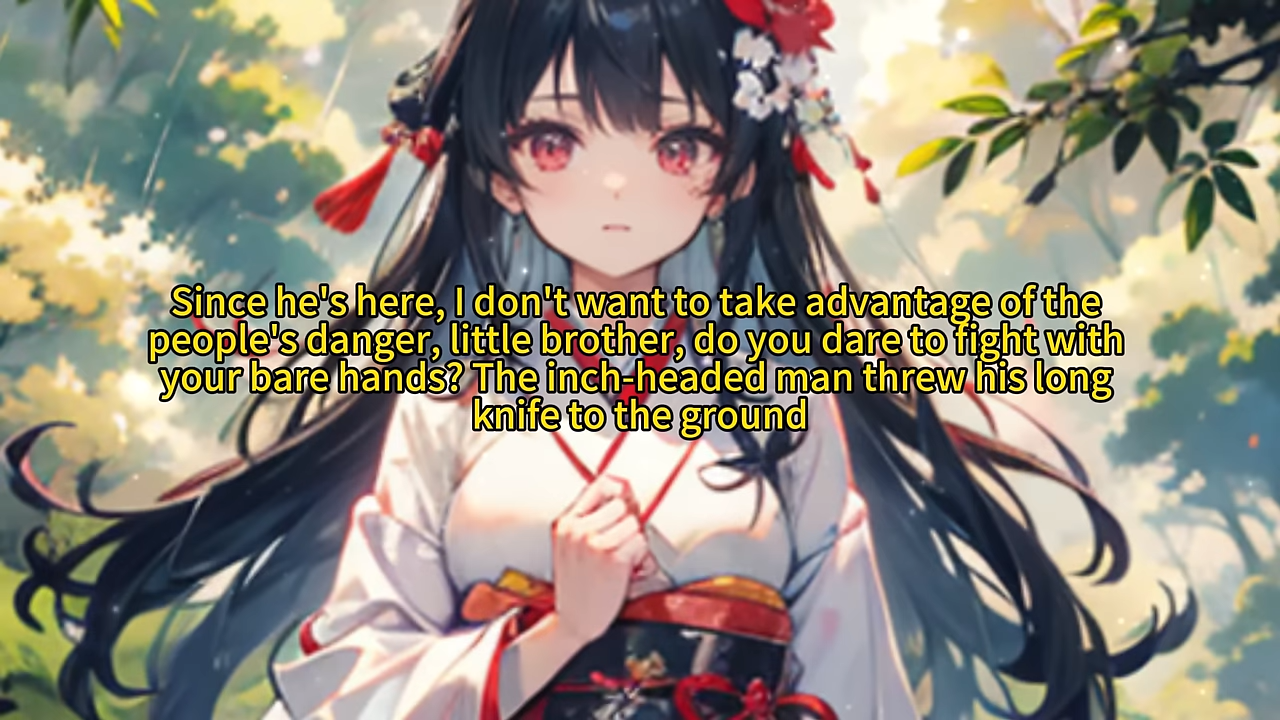 Since he's here, I don't want to take advantage of the
people's danger, little brother, do you dare to fight with
your bare hands? The inch-headed man threw his long
knife to the ground